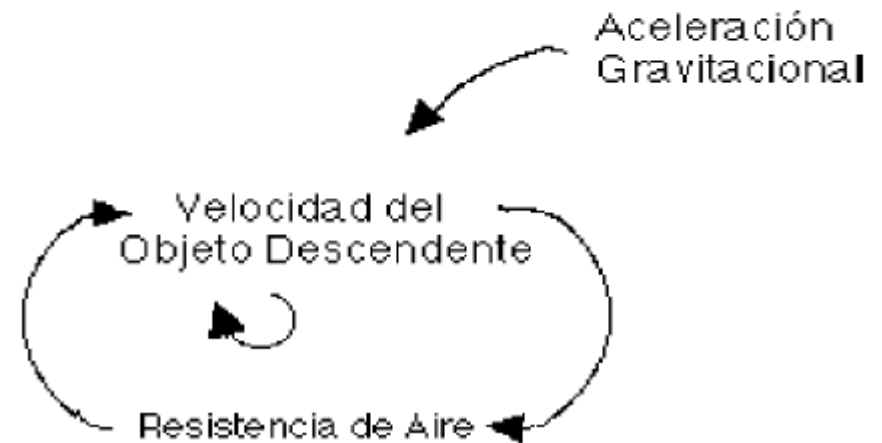 Aceleración
Gravitacional
Velocidad del
Objeto Descendente
Resistencia de Aire